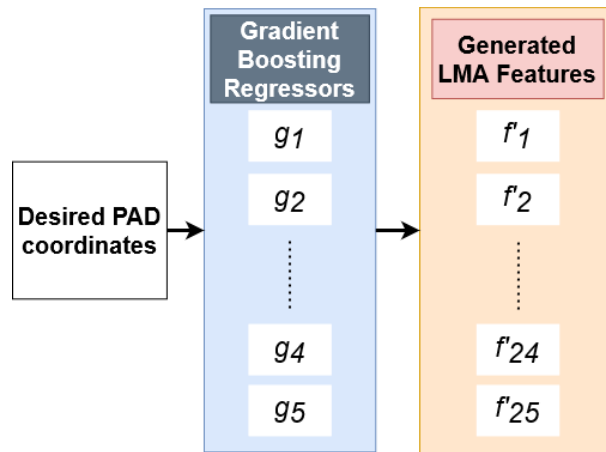 Gradient
Boosting
Regressors
Generated
LMA Features
g1
f'1
Desired PAD
coordinates
g2
f'2
g4
f'24
g5
f'25